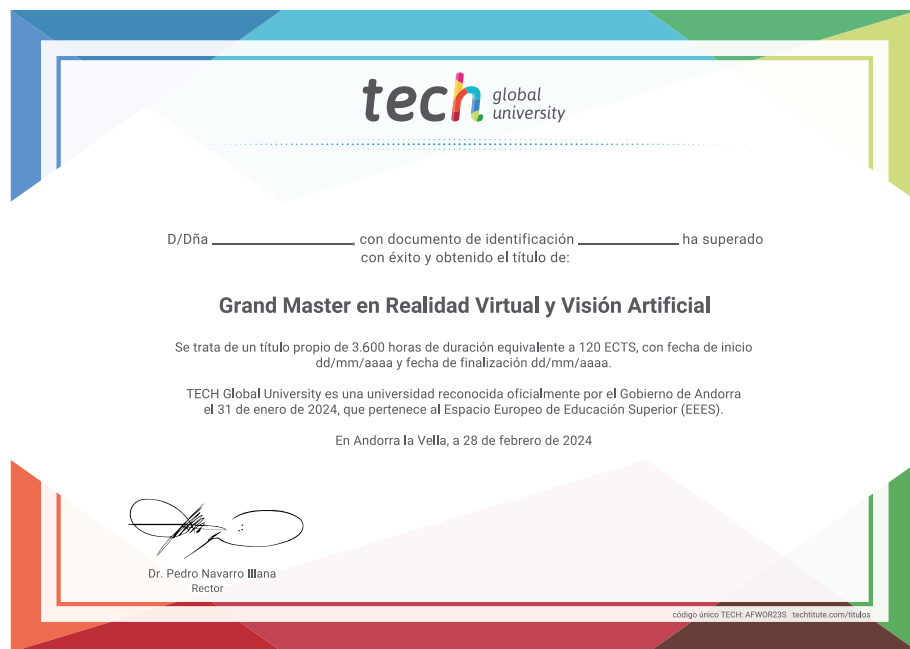 tech global university
D/Dña ____________________, con documento de identificación ______________ ha superado
con éxito y obtenido el título de:
Grand Master en Realidad Virtual y Visión Artificial
Se trata de un título propio de 3.600 horas de duración equivalente a 120 ECTS, con fecha de inicio
dd/mm/aaaa y fecha de finalización dd/mm/aaaa.
TECH Global University es una universidad reconocida oficialmente por el Gobierno de Andorra
el 31 de enero de 2024, que pertenece al Espacio Europeo de Educación Superior (EEES).
En Andorra la Vella, a 28 de febrero de 2024
Dr. Pedro Navarro Illana
Rector
código único TECH: AFWOR23S techtitute.com/titulos